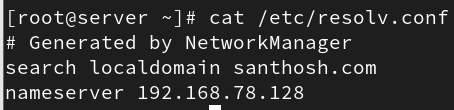 [root@server ~]# cat /etc/resolv.conf
# Generated by NetworkManager
search localdomain santhosh.com
nameserver 192.168.78.128